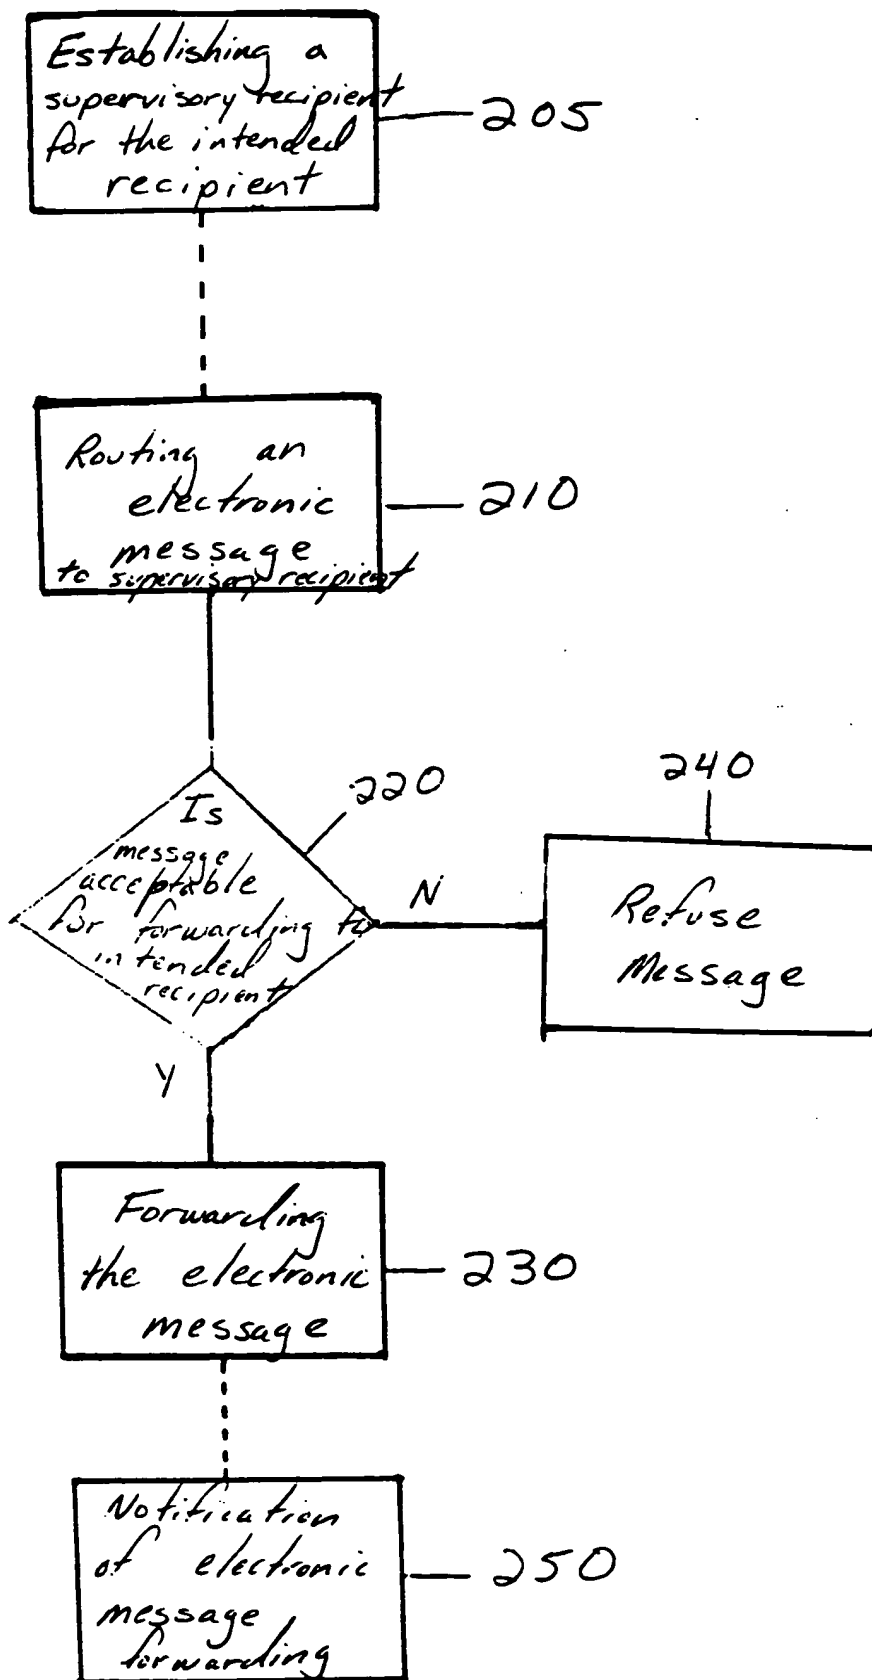 Establishing a
supervisory recipient
for the intended
recipient
205
Routing an
electronic
message
to supervisory recipient
210
220
Is
message
acceptable
for forwarding to
intended
recipient
N
240
Refuse
Message
Y
Forwarding
the electronic
message
230
Notification
of electronic
message
forwarding
250